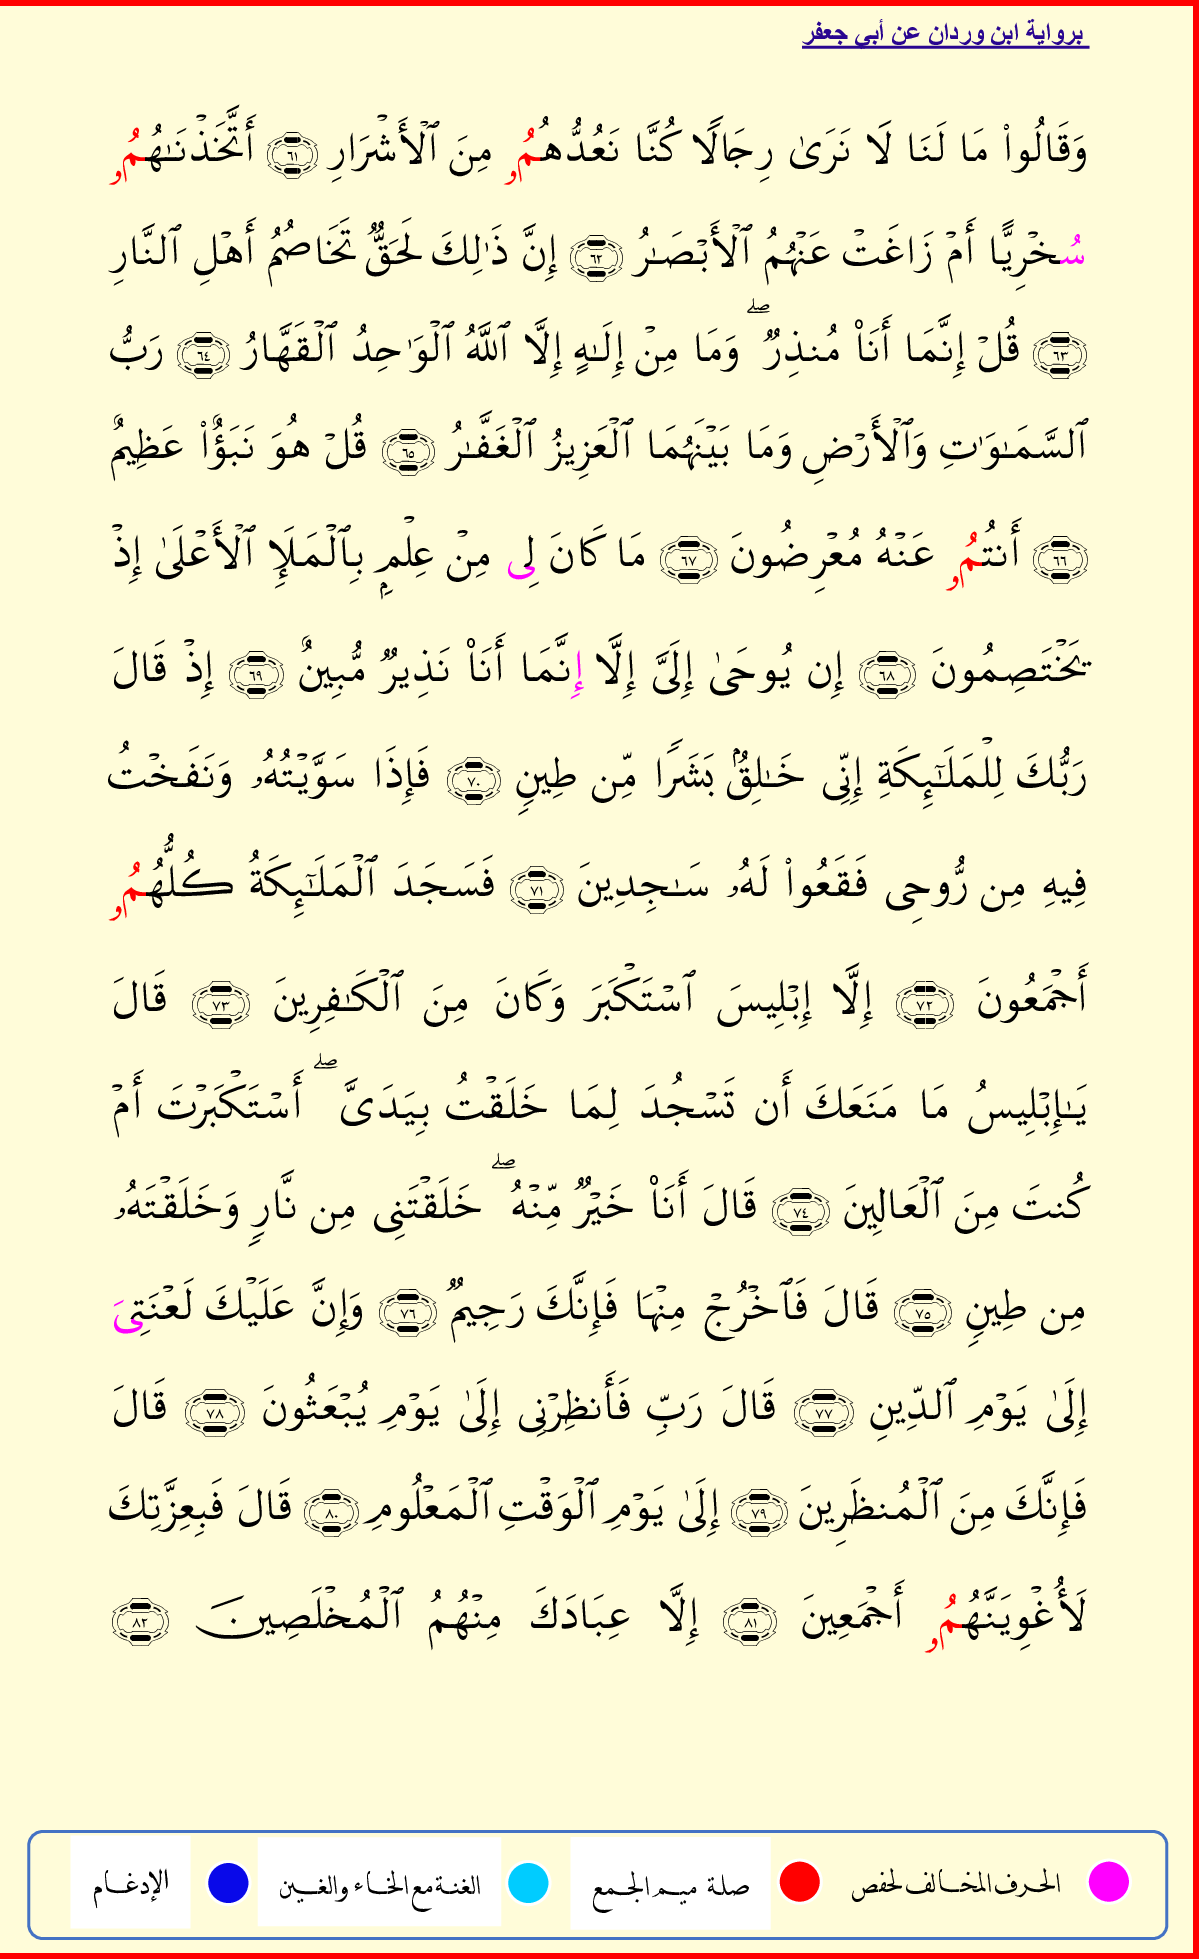 برواية ابن وردان عن أبي جعفر
وَقَالُوا۟ مَا لَنَا لَا نَرَىٰ رِجَالًا كُنَّا نَعُدُّهُمُۥ مِنَ ٱلْأَشْرَارِ ٦١ أَتَّخَذْنَـٰهُمُۥ
سُخْرِيًّا أَمْ زَاغَتْ عَنْهُمُ ٱلْأَبْصَـٰرُ ٦٢ إِنَّ ذَٰلِكَ لَحَقٌّ تَخَاصُمُ أَهْلِ ٱلنَّارِ
٦٣ قُلْ إِنَّمَا أَنَا۠ مُنذِرٌ ۖ وَمَا مِنْ إِلَـٰهٍ إِلَّا ٱللَّهُ ٱلْوَٰحِدُ ٱلْقَهَّارُ ٦٤ رَبُّ
ٱلسَّمَـٰوَٰتِ وَٱلْأَرْضِ وَمَا بَيْنَهُمَا ٱلْعَزِيزُ ٱلْغَفَّـٰرُ ٦٥ قُلْ هُوَ نَبَؤٌا۟ عَظِيمٌ
٦٦ أَنتُمُۥ عَنْهُ مُعْرِضُونَ ٦٧ مَا كَانَ لِى مِنْ عِلْمٍۭ بِٱلْمَلَإِ ٱلْأَعْلَىٰ إِذْ
يَخْتَصِمُونَ ٦٨ إِن يُوحَىٰ إِلَىَّ إِلَّا إِنَّمَا أَنَا۠ نَذِيرٌ مُّبِينٌ ٦٩ إِذْ قَالَ
رَبُّكَ لِلْمَلَـٰٓئِكَةِ إِنِّى خَـٰلِقٌۢ بَشَرًا مِّن طِينٍ ٧٠ فَإِذَا سَوَّيْتُهُۥ وَنَفَخْتُ
فِيهِ مِن رُّوحِى فَقَعُوا۟ لَهُۥ سَـٰجِدِينَ ٧١ فَسَجَدَ ٱلْمَلَـٰٓئِكَةُ كُلُّهُمُۥ
أَجْمَعُونَ ٧٢ إِلَّا إِبْلِيسَ ٱسْتَكْبَرَ وَكَانَ مِنَ ٱلْكَـٰفِرِينَ ٧٣ قَالَ
يَـٰإِبْلِيسُ مَا مَنَعَكَ أَن تَسْجُدَ لِمَا خَلَقْتُ بِيَدَىَّ ۖ أَسْتَكْبَرْتَ أَمْ
كُنتَ مِنَ ٱلْعَالِينَ ٧٤ قَالَ أَنَا۠ خَيْرٌ مِّنْهُ ۖ خَلَقْتَنِى مِن نَّارٍ وَخَلَقْتَهُۥ
مِن طِينٍ ٧٥ قَالَ فَٱخْرُجْ مِنْهَا فَإِنَّكَ رَجِيمٌ ٧٦ وَإِنَّ عَلَيْكَ لَعْنَتِىَ
إِلَىٰ يَوْمِ ٱلدِّينِ ٧٧ قَالَ رَبِّ فَأَنظِرْنِى إِلَىٰ يَوْمِ يُبْعَثُونَ ٧٨ قَالَ
فَإِنَّكَ مِنَ ٱلْمُنظَرِينَ ٧٩ إِلَىٰ يَوْمِ ٱلْوَقْتِ ٱلْمَعْلُومِ ٨٠ قَالَ فَبِعِزَّتِكَ
لَأُغْوِيَنَّهُمُۥ أَجْمَعِينَ ٨١ إِلَّا عِبَادَكَ مِنْهُمُ ٱلْمُخْلَصِينَ ٨٢
الحرف المخالف لحفص صلة ميم الجمع الغنة مع الخاء والغين الإدغام